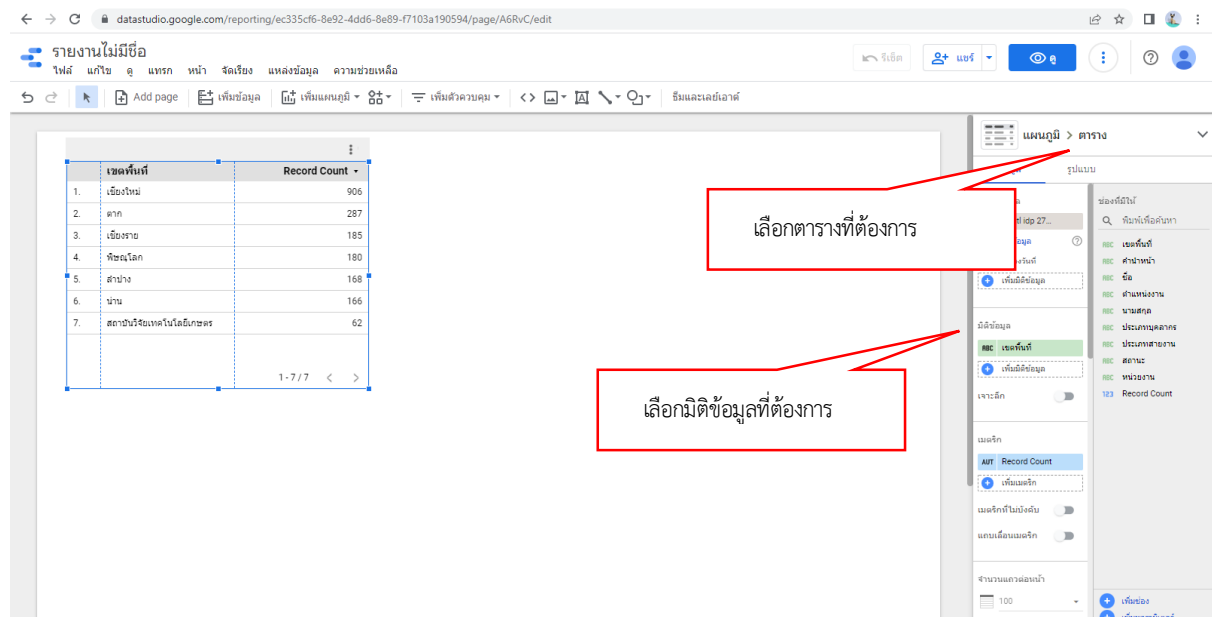 datastudio.google.com/reporting/ec335cf6-8e92-4dd6-8e89-f7103a190594/page/A6RvC/edit
รายงานไม่มีชื่อ
ไฟล์ แก้ไข ดู แทรก หน้า จัดเรียง แหล่งข้อมูล ความช่วยเหลือ
รีเซ็ต แชร์ ดู
Add page เพิ่มข้อมูล เพิ่มแผนภูมิ เพิ่มตัวควบคุม ธีมและเลย์เอาต์
แผนภูมิ > ตาราง
รูปแบบ
เขตพื้นที่ Record Count
1. เชียงใหม่ 906
2. ตาก 287
3. เชียงราย 185
4. พิษณุโลก 180
5. ลำปาง 168
6. น่าน 166
7. สถาบันวิจัยเทคโนโลยีเกษตร 62
1-7/7
เลือกตารางที่ต้องการ
เลือกมิติข้อมูลที่ต้องการ
idp 27...
เพิ่มมิติข้อมูล
มิติข้อมูล
ABC เขตพื้นที่
เพิ่มมิติข้อมูล
เจาะลึก
เมตริก
AUT Record Count
เพิ่มเมตริก
เมตริกที่ไม่บังคับ
แถบเลื่อนเมตริก
จำนวนแถวต่อหน้า
100
ช่องที่มีให้
พิมพ์เพื่อค้นหา
ABC เขตพื้นที่
ABC คำนำหน้า
ABC ชื่อ
ABC ตำแหน่งงาน
ABC นามสกุล
ABC ประเภทบุคลากร
ABC ประเภทสายงาน
ABC สถานะ
ABC หน่วยงาน
123 Record Count
เพิ่มช่อง